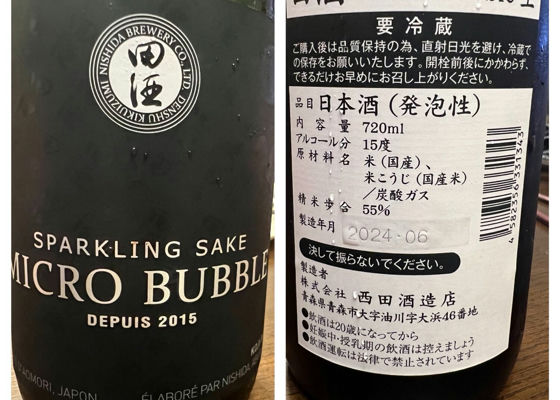 NISHIDA BREWERY CO., LTD. DENSHU KIKUIZUMI
田酒
SPARKLING SAKE
MICRO BUBBLE
DEPUIS 2015
AOMORI, JAPON
ÉLABORÉ PAR NISHIDA
要冷蔵
ご購入後は品質保持の為、直射日光を避け、冷蔵で
の保存をお願いいたします。開栓前後にかかわらず、
できるだけお早めにお召し上がりください。
品目 日本酒(発泡性)
内容量 720ml
アルコール分 15度
原材料名 米(国産)、
米こうじ(国産米)
/炭酸ガス
精米歩合 55%
製造年月 2024-06
決して振らないでください。
製造者
株式会社 西田酒造店
青森県青森市大字油川字大浜46番地
●飲酒は20歳になってから
●妊娠中・授乳期の飲酒は控えましょう
●飲酒運転は法律で禁止されています
4 582356 331343